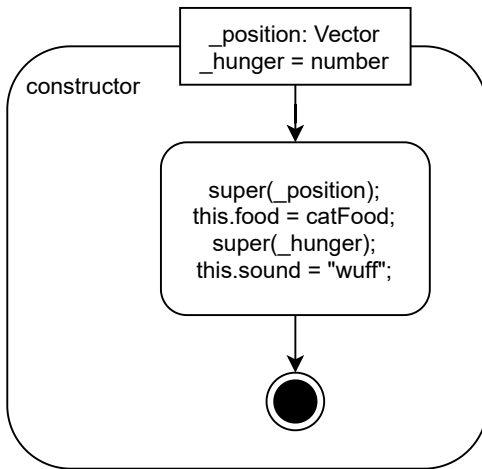 _position: Vector
_hunger = number
constructor
super(_position);
this.food = catFood;
super(_hunger);
this.sound = "wuff";